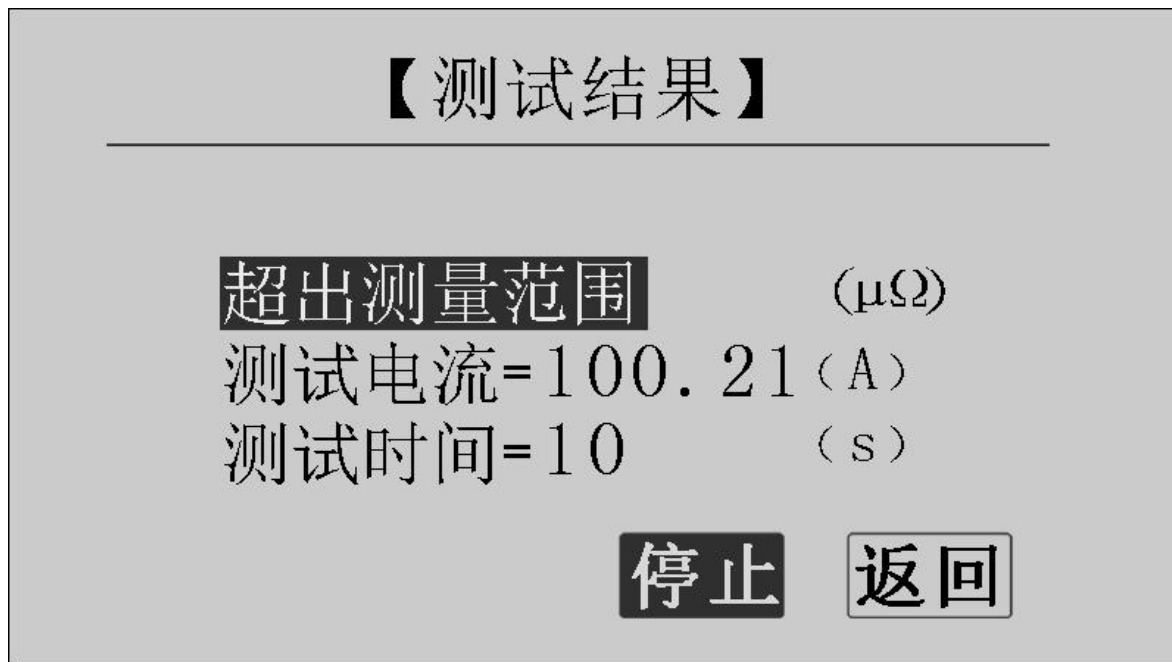 【测试结果】
超出测量范围 (μΩ)
测试电流=100.21（A）
测试时间=10 （s）
停止 返回